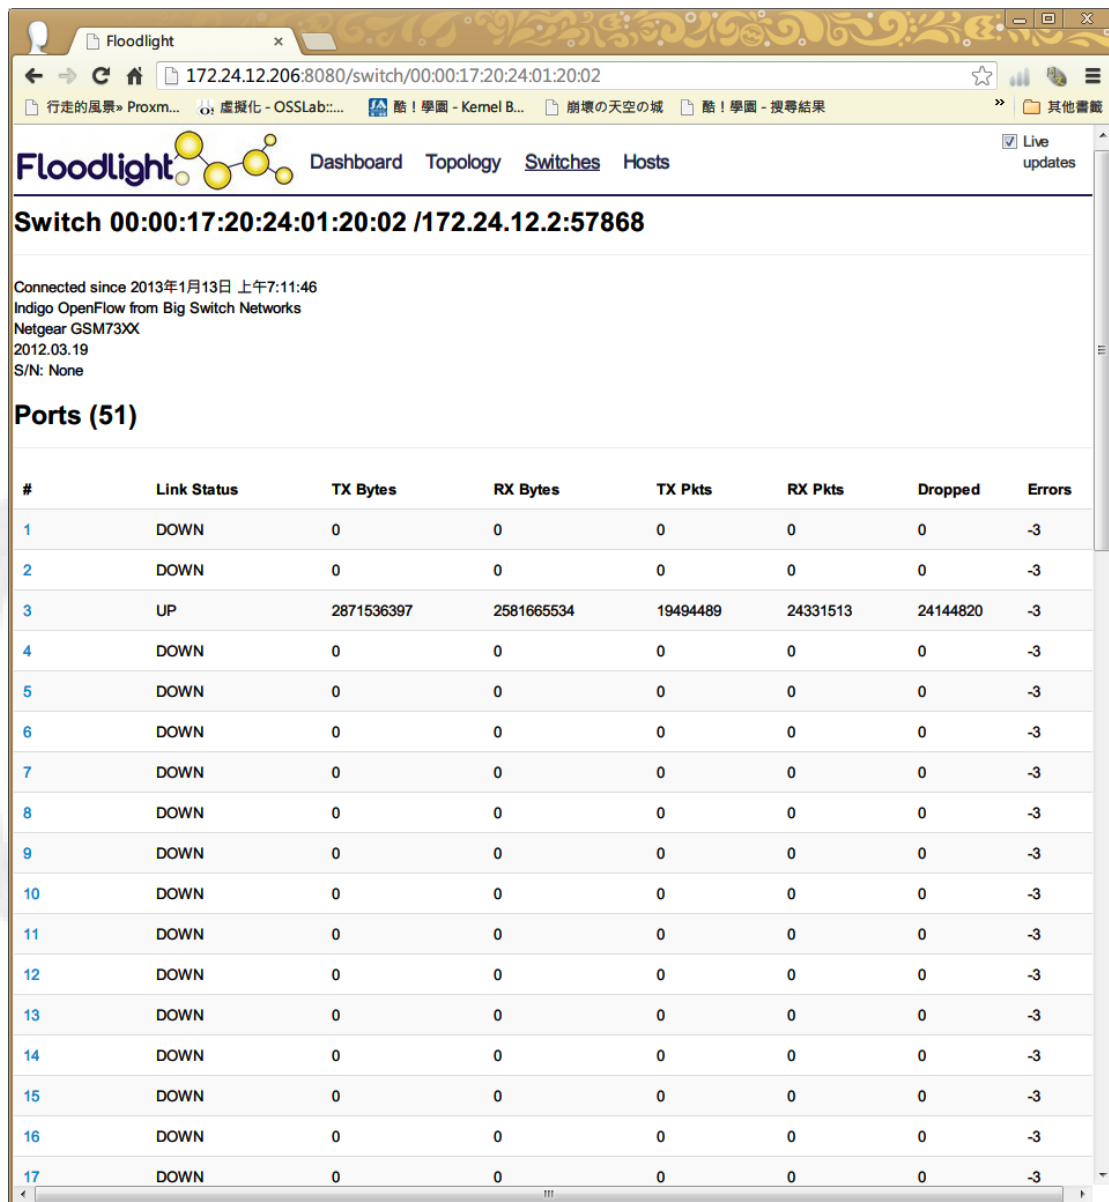 Floodlight
172.24.12.206:8080/switch/00:00:17:20:24:01:20:02
行走的風景» Proxm... 虛擬化 - OSSLab::... 酷！學園 - Kernel B... 崩壞の天空の城 酷！學園 - 搜尋結果 » 其他書籤
Floodlight Dashboard Topology Switches Hosts Live updates
Switch 00:00:17:20:24:01:20:02 /172.24.12.2:57868
Connected since 2013年1月13日 上午7:11:46
Indigo OpenFlow from Big Switch Networks
Netgear GSM73XX
2012.03.19
S/N: None
Ports (51)
# Link Status TX Bytes RX Bytes TX Pkts RX Pkts Dropped Errors
1 DOWN 0 0 0 0 0 -3
2 DOWN 0 0 0 0 0 -3
3 UP 2871536397 2581665534 19494489 24331513 24144820 -3
4 DOWN 0 0 0 0 0 -3
5 DOWN 0 0 0 0 0 -3
6 DOWN 0 0 0 0 0 -3
7 DOWN 0 0 0 0 0 -3
8 DOWN 0 0 0 0 0 -3
9 DOWN 0 0 0 0 0 -3
10 DOWN 0 0 0 0 0 -3
11 DOWN 0 0 0 0 0 -3
12 DOWN 0 0 0 0 0 -3
13 DOWN 0 0 0 0 0 -3
14 DOWN 0 0 0 0 0 -3
15 DOWN 0 0 0 0 0 -3
16 DOWN 0 0 0 0 0 -3
17 DOWN 0 0 0 0 0 -3